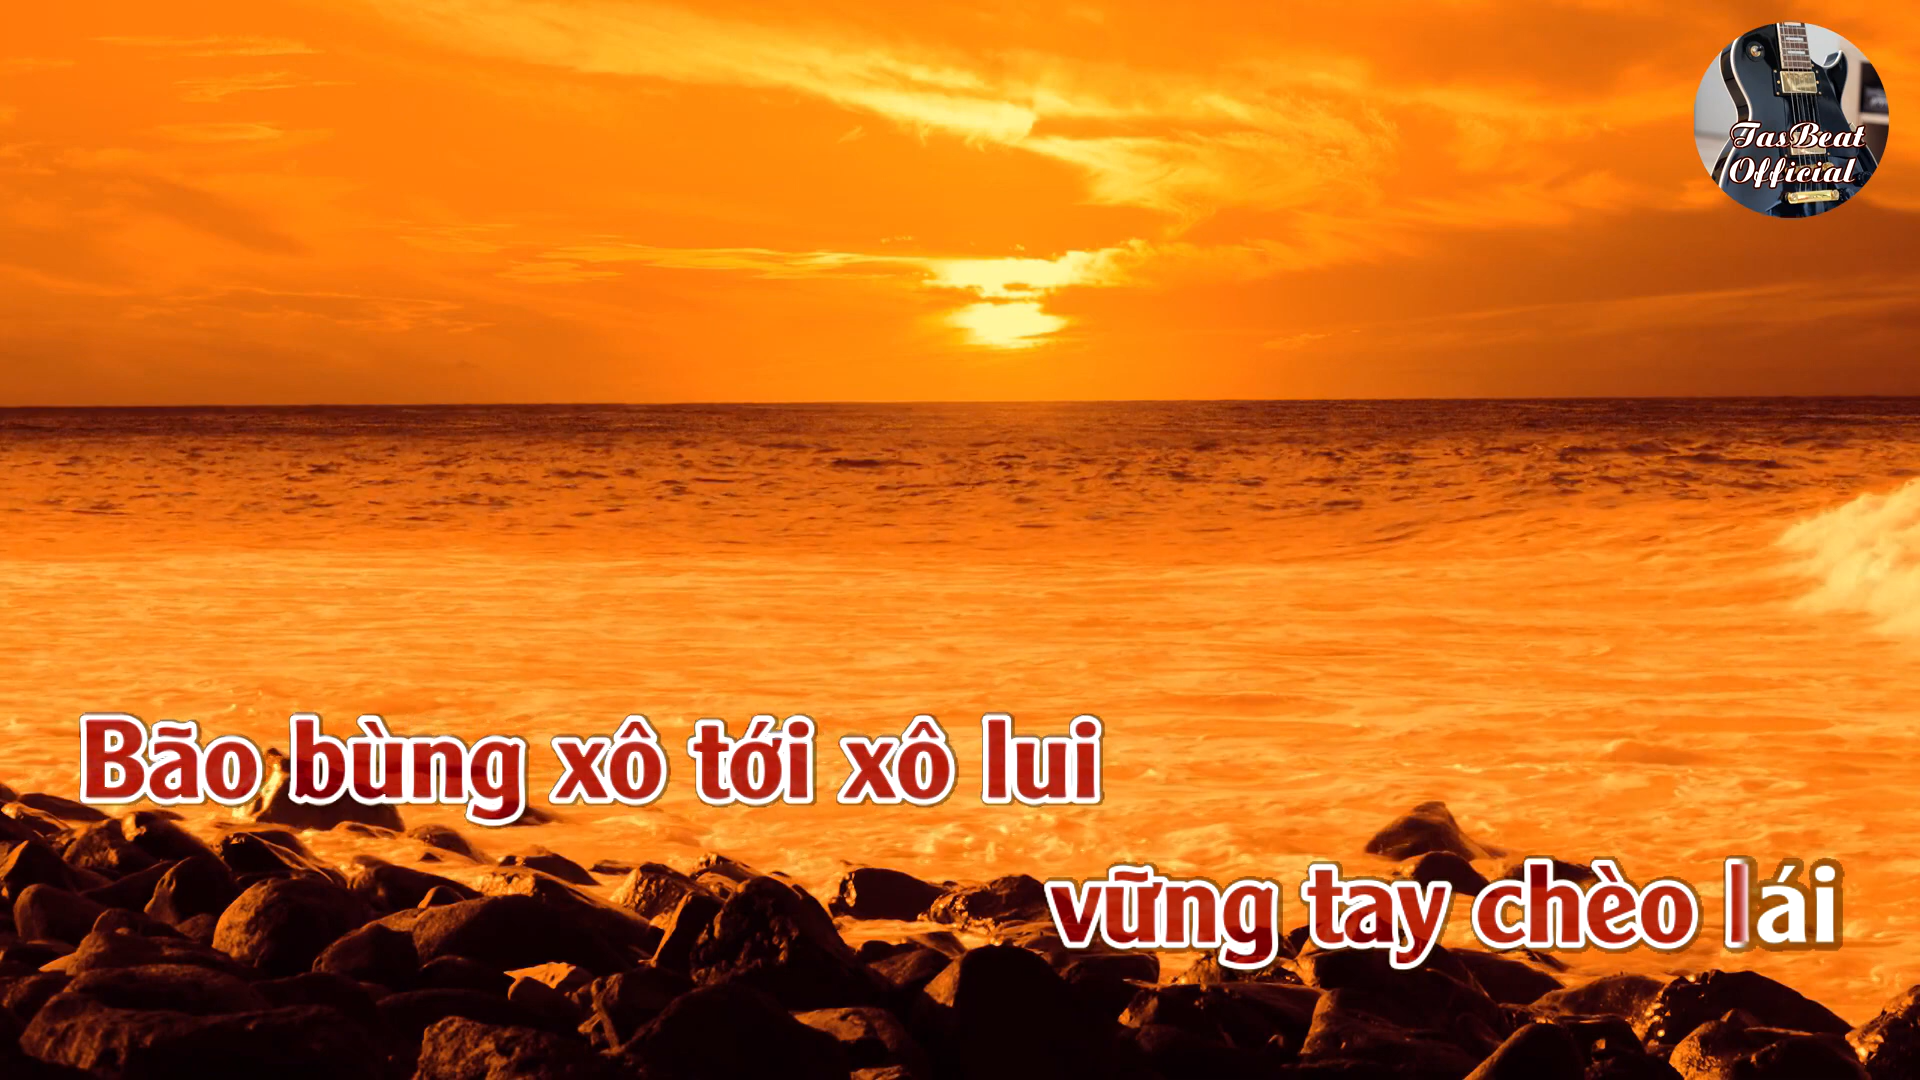 TasBeat
Official
Bão bùng xô tới xô lui
vững tay chèo lái